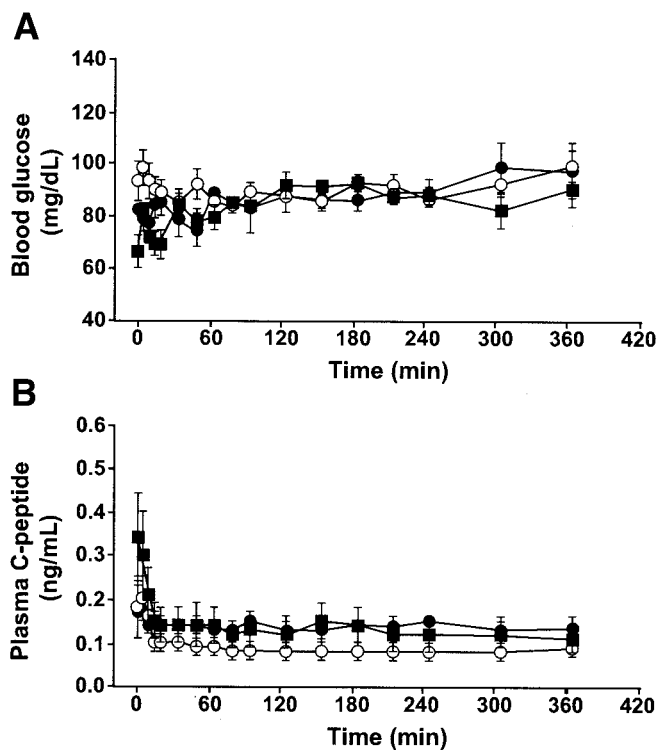 A
Blood glucose
(mg/dL)
140
120
100
80
60
40
0 60 120 180 240 300 360 420
Time (min)
B
Plasma C-peptide
(ng/mL)
0.6
0.5
0.4
0.3
0.2
0.1
0.0
0 60 120 180 240 300 360 420
Time (min)